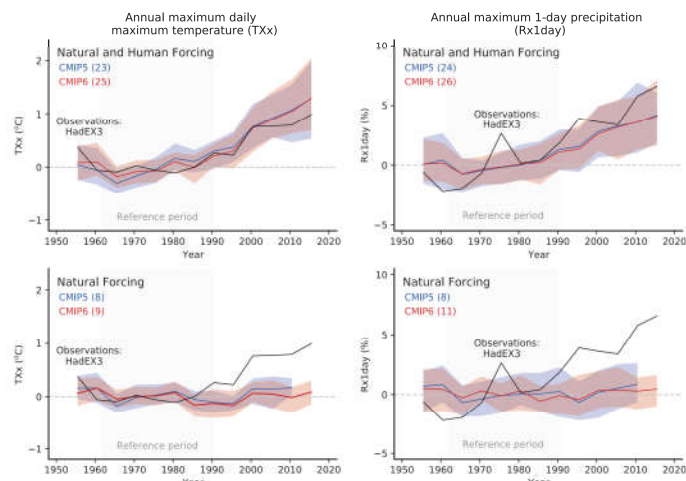 Annual maximum daily
maximum temperature (TXx)
Annual maximum 1-day precipitation
(Rx1day)
Natural and Human Forcing
CMIP5 (23)
CMIP6 (25)
Observations:
HadEX3
Reference period
TXx (ºC)
2
1
0
−1
1950 1960 1970 1980 1990 2000 2010 2020
Year
Natural and Human Forcing
CMIP5 (24)
CMIP6 (26)
Observations:
HadEX3
Reference period
Rx1day (%)
10
5
0
−5
1950 1960 1970 1980 1990 2000 2010 2020
Year
Natural Forcing
CMIP5 (8)
CMIP6 (9)
Observations:
HadEX3
Reference period
TXx (ºC)
2
1
0
−1
1950 1960 1970 1980 1990 2000 2010 2020
Year
Natural Forcing
CMIP5 (8)
CMIP6 (11)
Observations:
HadEX3
Reference period
Rx1day (%)
10
5
0
−5
1950 1960 1970 1980 1990 2000 2010 2020
Year